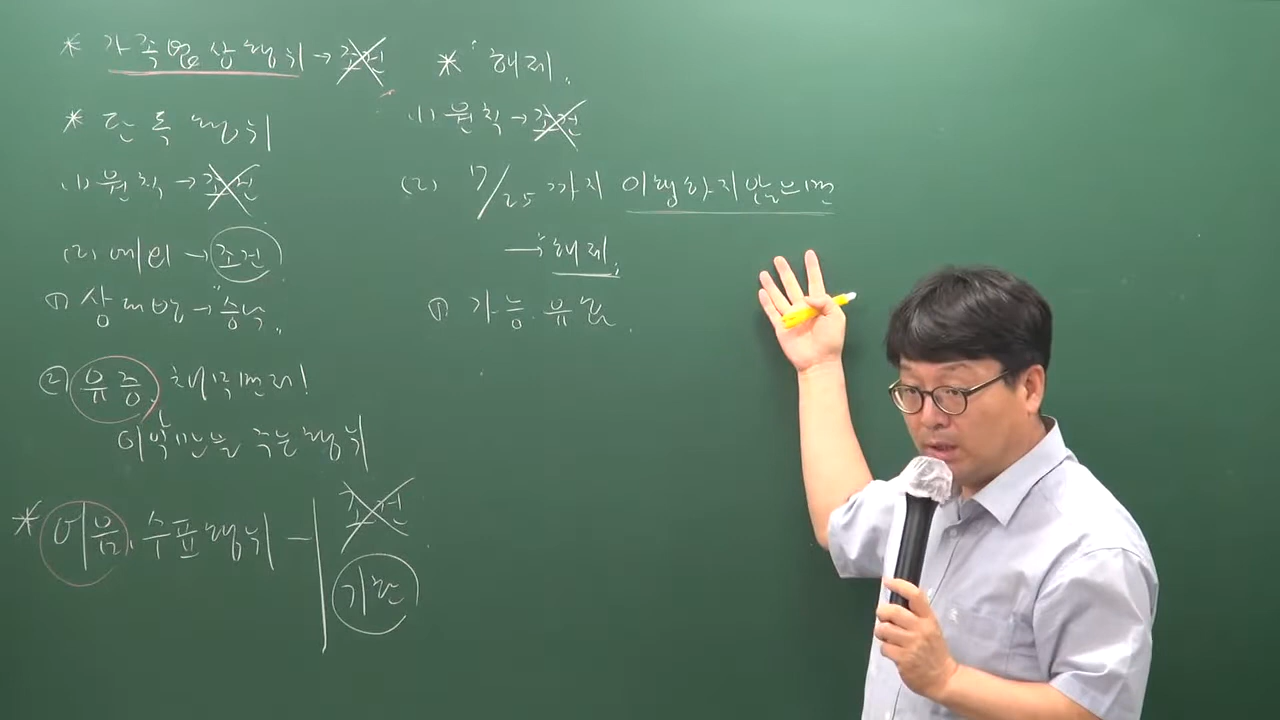 * 가족법상행위 → 조건
* 단독행위
(1) 원칙 → 조건
(2) 예외 → 조건
① 상대방 → 승낙
② 유증, 채무면제!
이익만을 주는 행위
* 어음, 수표행위 — 조건
기한
* 해제.
(1) 원칙 → 조건
(2) 7/25까지 이행하지않으면
→ 해제.
① 가능. 유효.